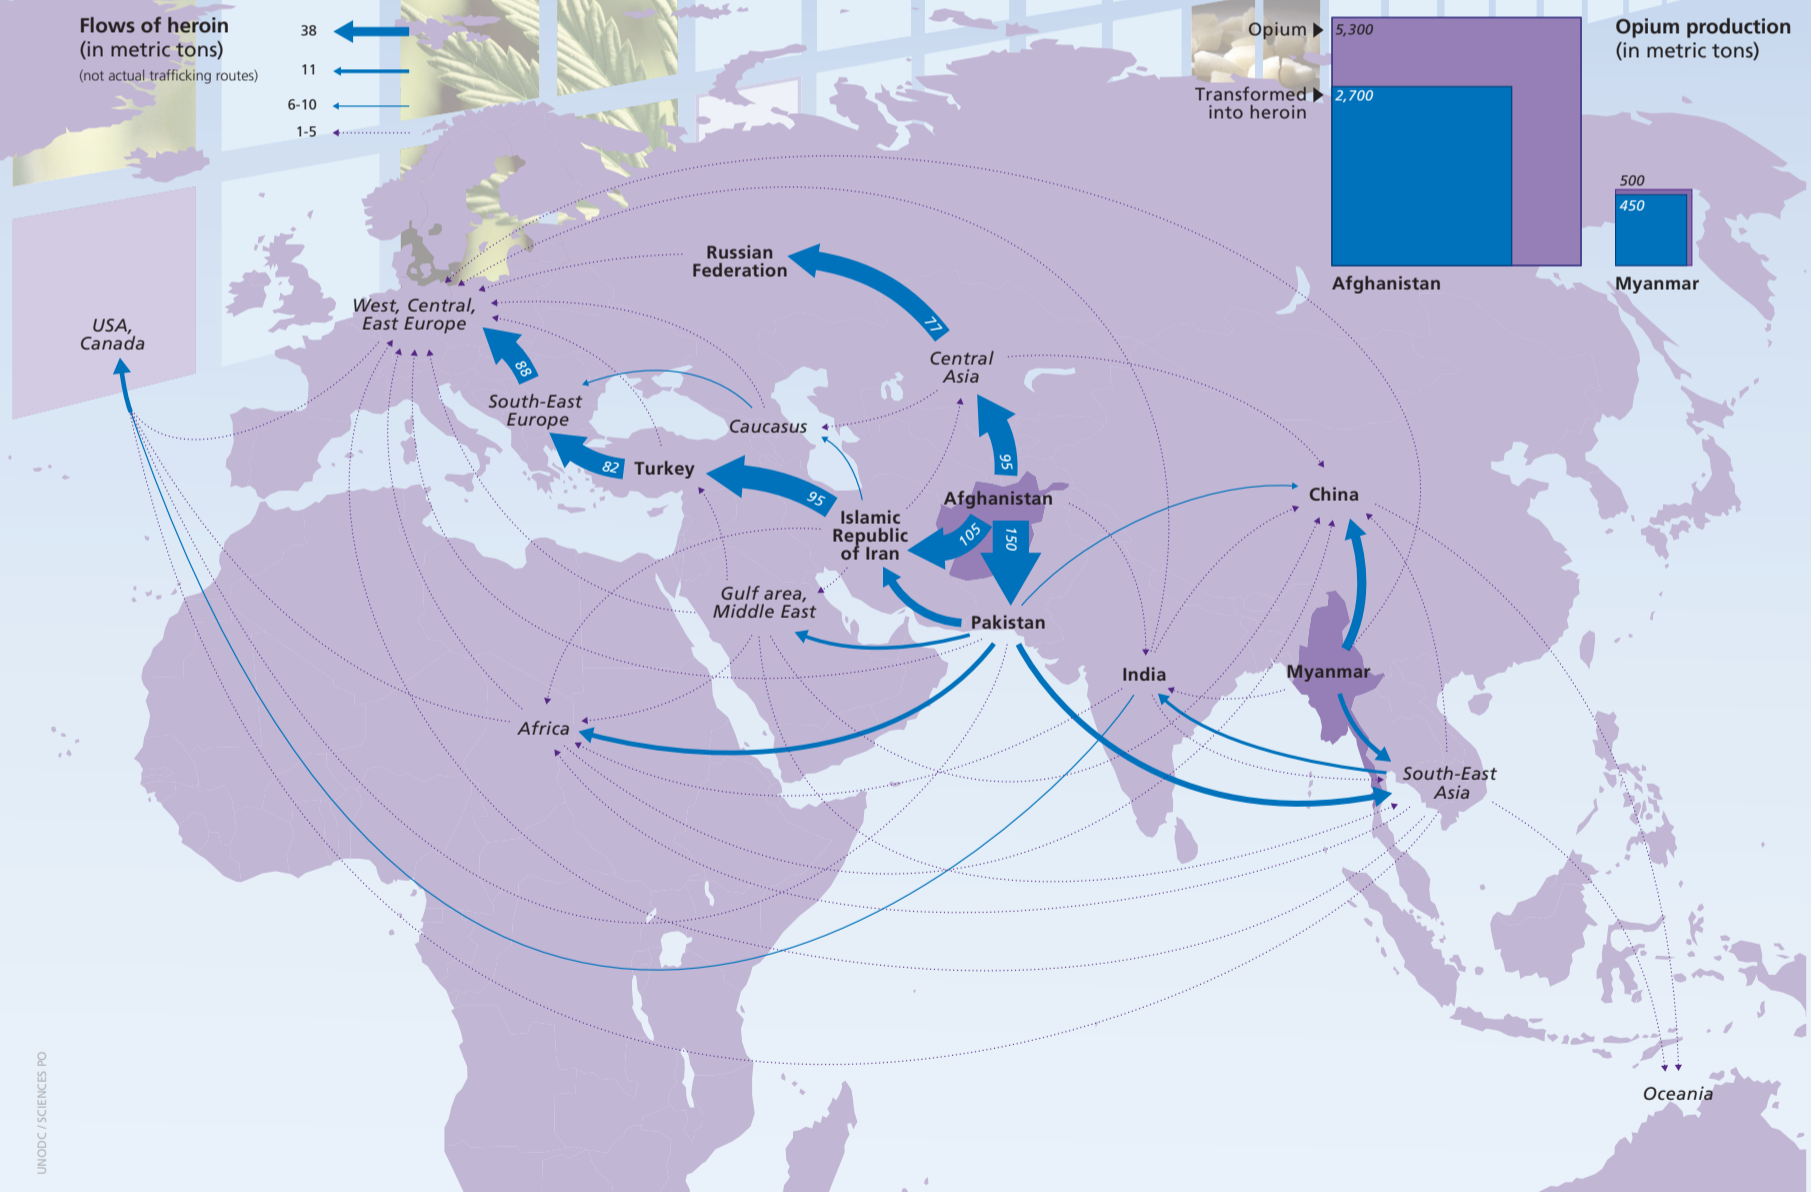 Flows of heroin
(in metric tons)
(not actual trafficking routes)
38
11
6-10
1-5
Opium
Transformed
into heroin
5,300
2,700
Afghanistan
Opium production
(in metric tons)
500
450
Myanmar
Russian
Federation
77
West, Central,
East Europe
USA,
Canada
88
Central
Asia
South-East
Europe
Caucasus
82
Turkey
95
95
Afghanistan
China
Islamic
Republic
of Iran
105
150
Gulf area,
Middle East
Pakistan
India
Myanmar
Africa
South-East
Asia
Oceania
UNODC / SCIENCES PO